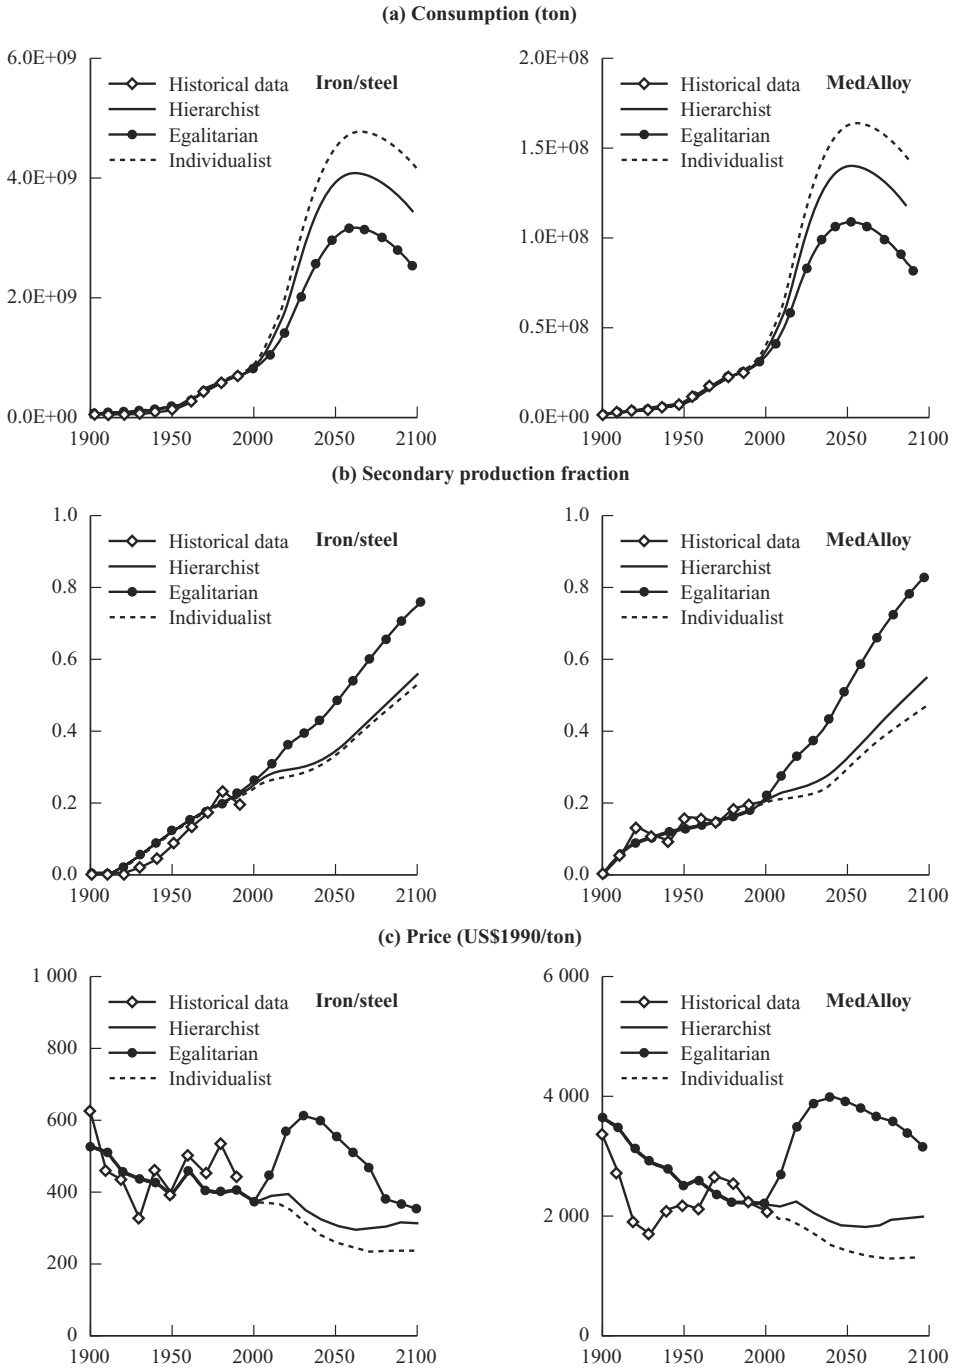 (a) Consumption (ton)
6.0E+09
4.0E+09
2.0E+09
0.0E+00
Historical data
Hierarchist
Egalitarian
Individualist
Iron/steel
1900 1950 2000 2050 2100
2.0E+08
1.5E+08
1.0E+08
0.5E+08
0.0E+00
Historical data
Hierarchist
Egalitarian
Individualist
MedAlloy
1900 1950 2000 2050 2100
(b) Secondary production fraction
1.0
0.8
0.6
0.4
0.2
0.0
Historical data
Hierarchist
Egalitarian
Individualist
Iron/steel
1900 1950 2000 2050 2100
1.0
0.8
0.6
0.4
0.2
0.0
Historical data
Hierarchist
Egalitarian
Individualist
MedAlloy
1900 1950 2000 2050 2100
(c) Price (US$1990/ton)
1 000
800
600
400
200
0
Historical data
Hierarchist
Egalitarian
Individualist
Iron/steel
1900 1950 2000 2050 2100
6 000
4 000
2 000
0
Historical data
Hierarchist
Egalitarian
Individualist
MedAlloy
1900 1950 2000 2050 2100